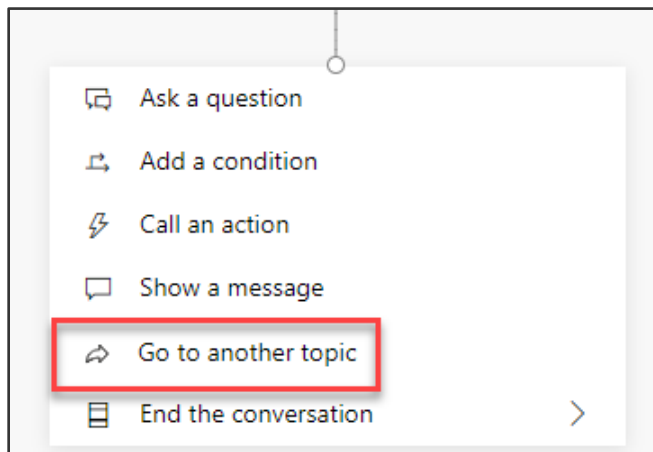 Ask a question
Add a condition
Call an action
Show a message
Go to another topic
End the conversation